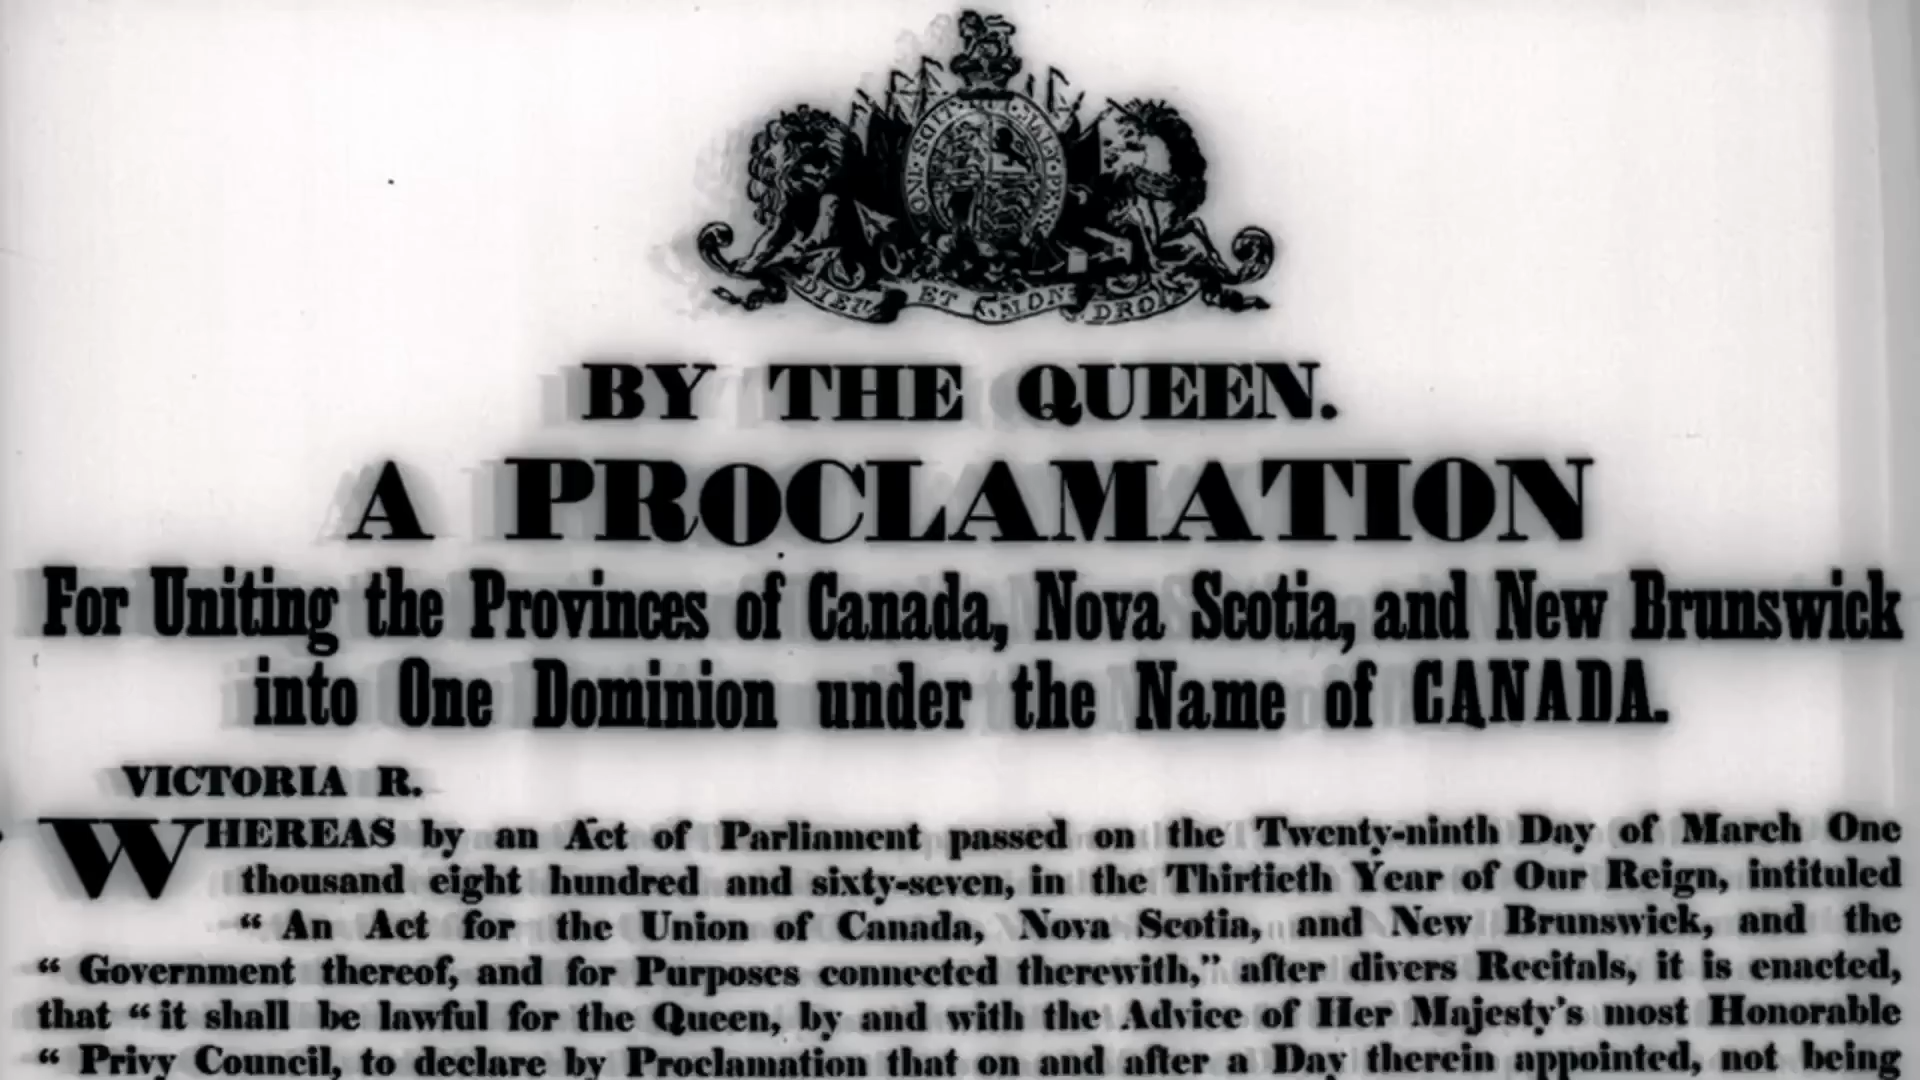 HONI · SOIT · QUI · MAL · Y · PENSE
DIEU ET MON DROIT
BY THE QUEEN.
A PROCLAMATION
For Uniting the Provinces of Canada, Nova Scotia, and New Brunswick
into One Dominion under the Name of CANADA.
VICTORIA R.
WHEREAS by an Act of Parliament passed on the Twenty-ninth Day of March One
thousand eight hundred and sixty-seven, in the Thirtieth Year of Our Reign, intituled
“ An Act for the Union of Canada, Nova Scotia, and New Brunswick, and the
“ Government thereof, and for Purposes connected therewith,” after divers Recitals, it is enacted,
that “ it shall be lawful for the Queen, by and with the Advice of Her Majesty’s most Honorable
“ Privy Council, to declare by Proclamation that on and after a Day therein appointed, not being